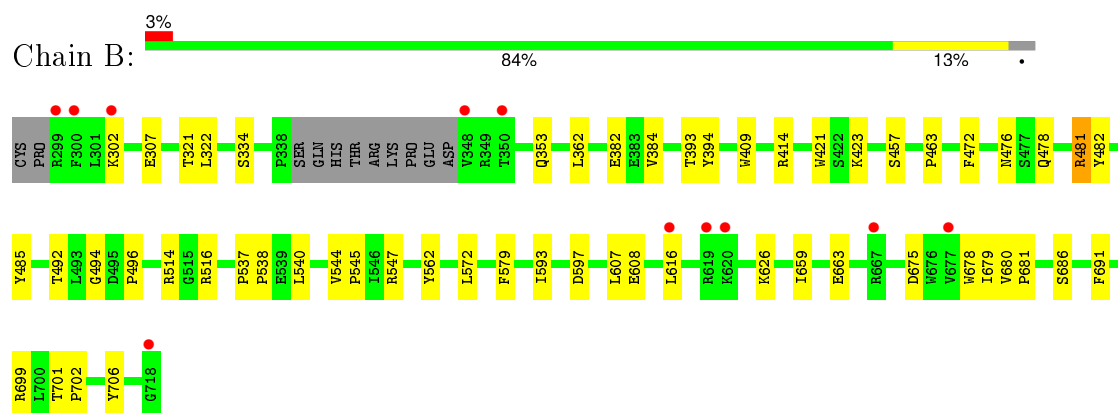 3%
Chain B:
84% 13% •
CYS PRO R299 F300 L301 K302 E307 T321 L322 S334 P338 SER GLN HIS THR ARG LYS PRO GLU ASP V348 R349 T350 Q353 L362 E382 E383 V384 T393 Y394 W409 R414 W421 S422 K423 S457 P463 F472 N476 S477 Q478 R481 Y482
Y485 T492 L493 G494 D495 P496 R514 G515 R516 P537 P538 E539 L540 V544 P545 I546 R547 Y562 L572 F579 I593 D597 L607 E608 L616 R619 K620 K626 I659 E663 R667 D675 W676 V677 W678 I679 V680 P681 S686 F691
R699 L700 T701 P702 Y706 G718